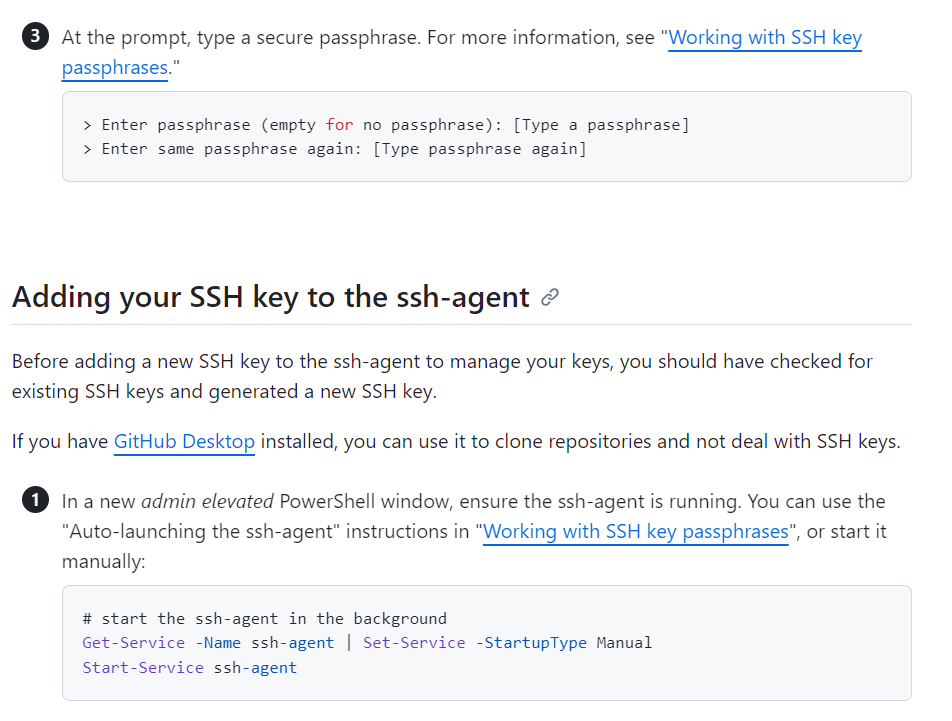 3 At the prompt, type a secure passphrase. For more information, see "Working with SSH key
passphrases."
> Enter passphrase (empty for no passphrase): [Type a passphrase]
> Enter same passphrase again: [Type passphrase again]
Adding your SSH key to the ssh-agent
Before adding a new SSH key to the ssh-agent to manage your keys, you should have checked for
existing SSH keys and generated a new SSH key.
If you have GitHub Desktop installed, you can use it to clone repositories and not deal with SSH keys.
1 In a new admin elevated PowerShell window, ensure the ssh-agent is running. You can use the
"Auto-launching the ssh-agent" instructions in "Working with SSH key passphrases", or start it
manually:
# start the ssh-agent in the background
Get-Service -Name ssh-agent | Set-Service -StartupType Manual
Start-Service ssh-agent